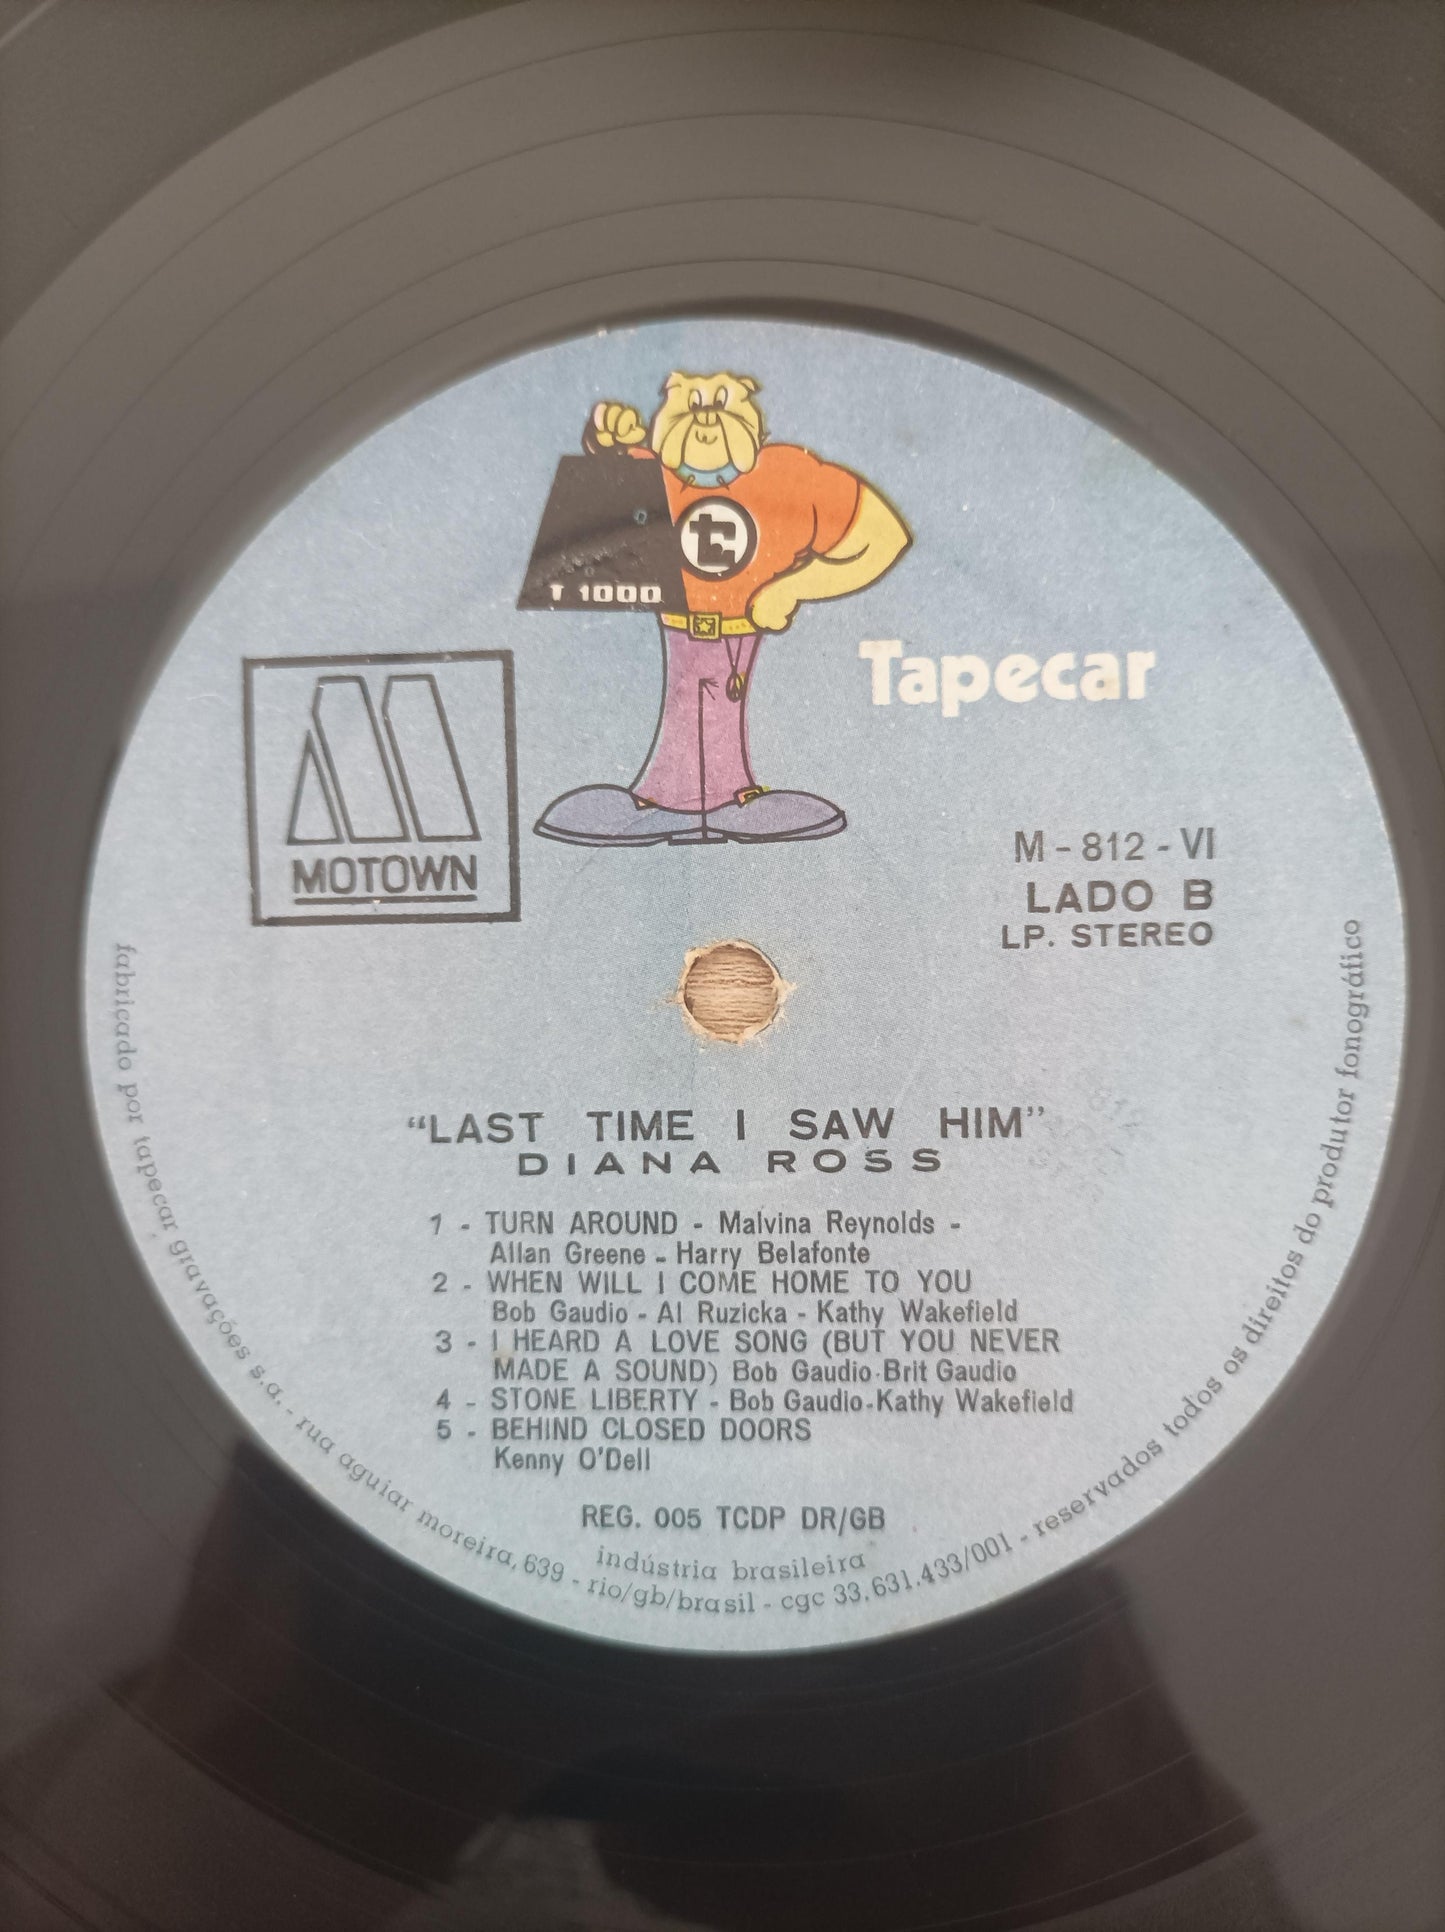 T 1000
Tapecar
MOTOWN
M - 812 - VI
LADO B
LP. STEREO
"LAST TIME I SAW HIM"
DIANA ROSS
1 - TURN AROUND - Malvina Reynolds -
Allan Greene - Harry Belafonte
2 - WHEN WILL I COME HOME TO YOU
Bob Gaudio - Al Ruzicka - Kathy Wakefield
3 - I HEARD A LOVE SONG (BUT YOU NEVER
MADE A SOUND) Bob Gaudio-Brit Gaudio
4 - STONE LIBERTY - Bob Gaudio-Kathy Wakefield
5 - BEHIND CLOSED DOORS
Kenny O'Dell
REG. 005 TCDP DR/GB
indústria brasileira
fabricado por tapecar gravações s.a. - rua aguiar moreira, 639 - rio/gb/brasil - cgc 33.631.433/001 - reservados todos os direitos do produtor fonográfico